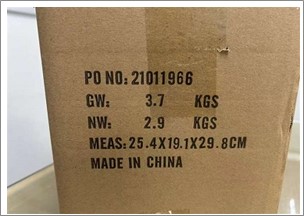 PO NO: 21011966
GW: 3.7 KGS
NW: 2.9 KGS
MEAS: 25.4X19.1X29.8CM
MADE IN CHINA